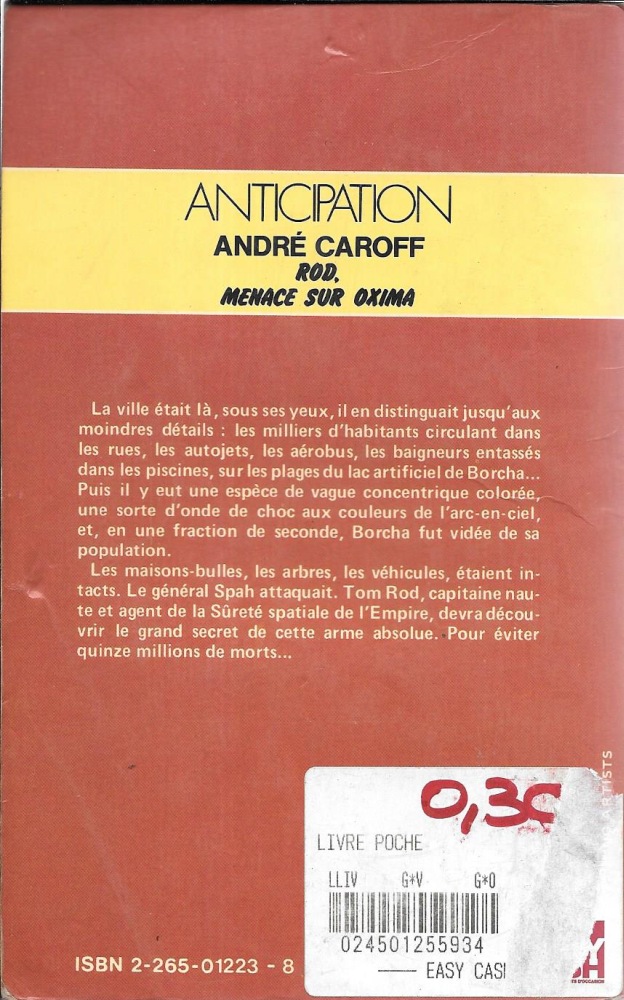 ANTICIPATION
ANDRÉ CAROFF
ROD,
MENACE SUR OXIMA
La ville était là, sous ses yeux, il en distinguait jusqu'aux
moindres détails : les milliers d'habitants circulant dans
les rues, les autojets, les aérobus, les baigneurs entassés
dans les piscines, sur les plages du lac artificiel de Borcha...
Puis il y eut une espèce de vague concentrique colorée,
une sorte d'onde de choc aux couleurs de l'arc-en-ciel,
et, en une fraction de seconde, Borcha fut vidée de sa
population.
Les maisons-bulles, les arbres, les véhicules, étaient in-
tacts. Le général Spah attaquait. Tom Rod, capitaine nau-
te et agent de la Sûreté spatiale de l'Empire, devra décou-
vrir le grand secret de cette arme absolue. Pour éviter
quinze millions de morts...
RTISTS
0,3
LIVRE POCHE
LLIV G*V G*O
024501255934
EASY CAS
ISBN 2-265-01223-8